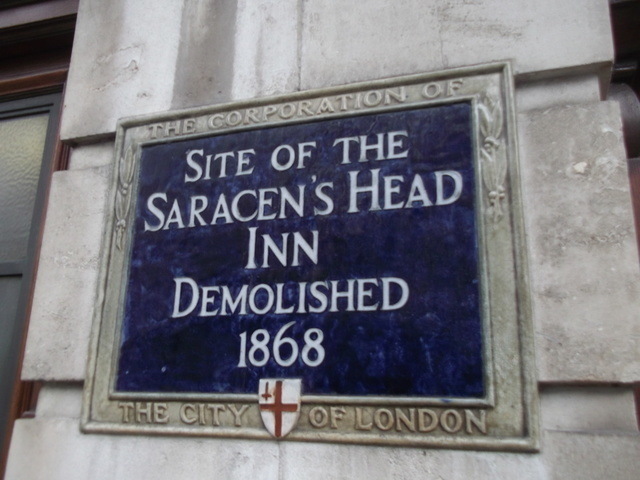 THE CORPORATION OF
SITE OF THE
SARACEN'S HEAD
INN
DEMOLISHED
1868
THE CITY OF LONDON